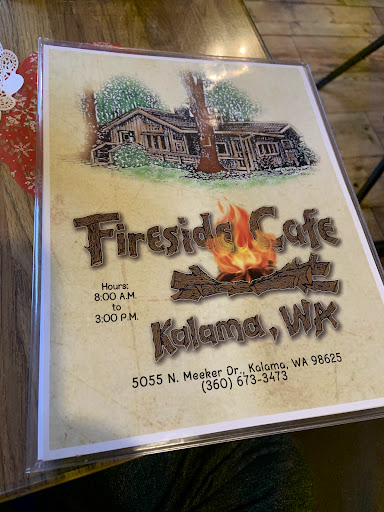 Fireside Cafe
Hours:
8:00 A.M.
to
3:00 P.M.
Kalama, WA
5055 N. Meeker Dr., Kalama, WA 98625
(360) 673-3473